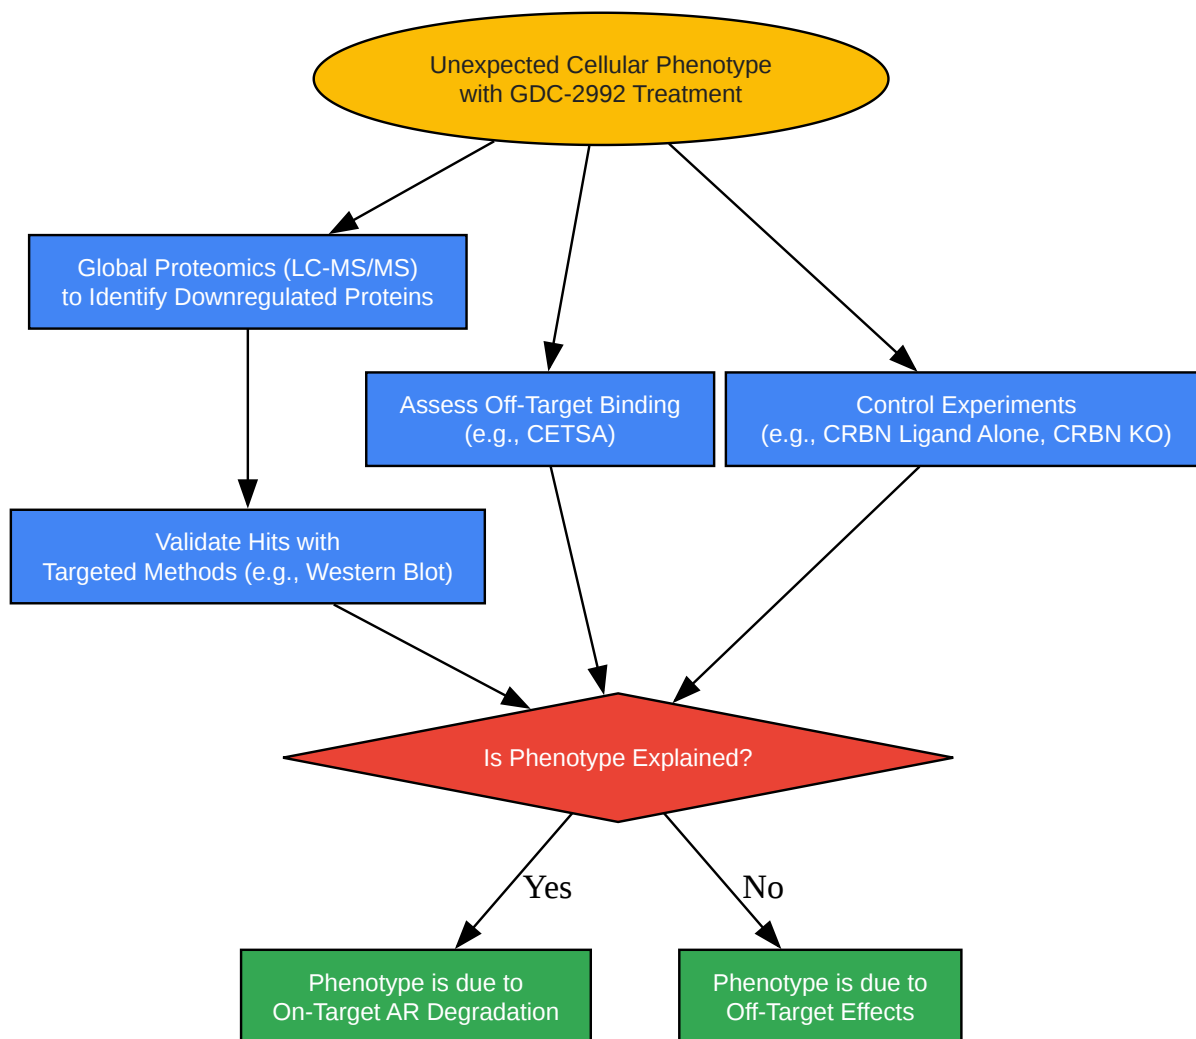 Unexpected Cellular Phenotype
with GDC-2992 Treatment
Global Proteomics (LC-MS/MS)
to Identify Downregulated Proteins
Assess Off-Target Binding
(e.g., CETSA)
Control Experiments
(e.g., CRBN Ligand Alone, CRBN KO)
Validate Hits with
Targeted Methods (e.g., Western Blot)
Is Phenotype Explained?
Yes
No
Phenotype is due to
On-Target AR Degradation
Phenotype is due to
Off-Target Effects